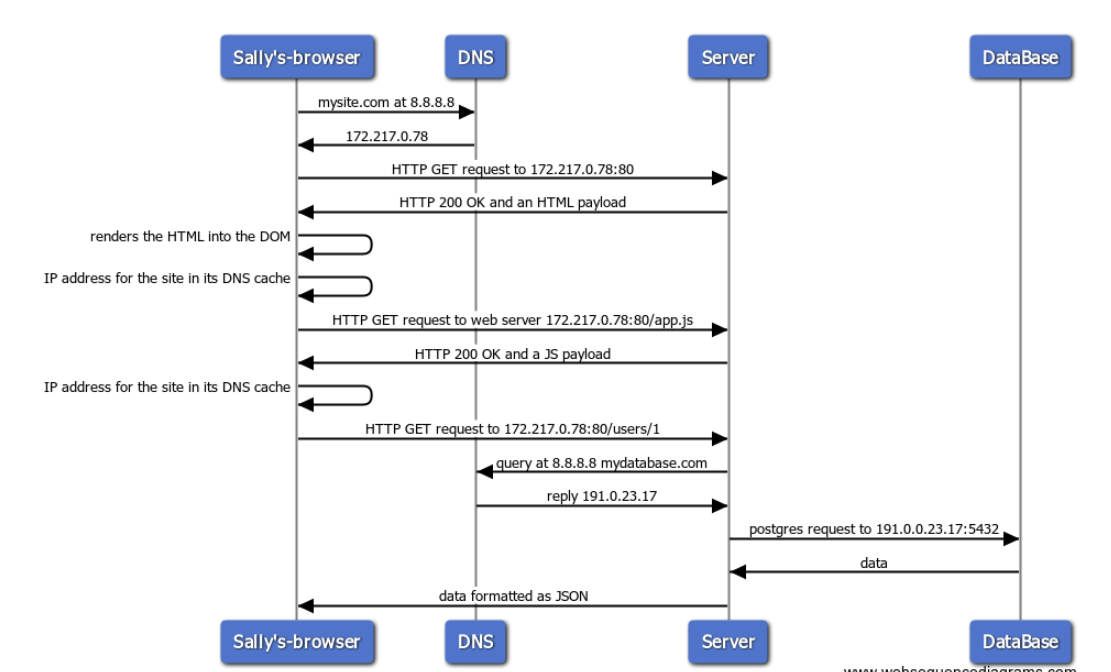 Sally's-browser DNS Server DataBase
mysite.com at 8.8.8.8
172.217.0.78
HTTP GET request to 172.217.0.78:80
HTTP 200 OK and an HTML payload
renders the HTML into the DOM
IP address for the site in its DNS cache
HTTP GET request to web server 172.217.0.78:80/app.js
HTTP 200 OK and a JS payload
IP address for the site in its DNS cache
HTTP GET request to 172.217.0.78:80/users/1
query at 8.8.8.8 mydatabase.com
reply 191.0.23.17
postgres request to 191.0.0.23.17:5432
data
data formatted as JSON
Sally's-browser DNS Server DataBase
www.websequencediagrams.com